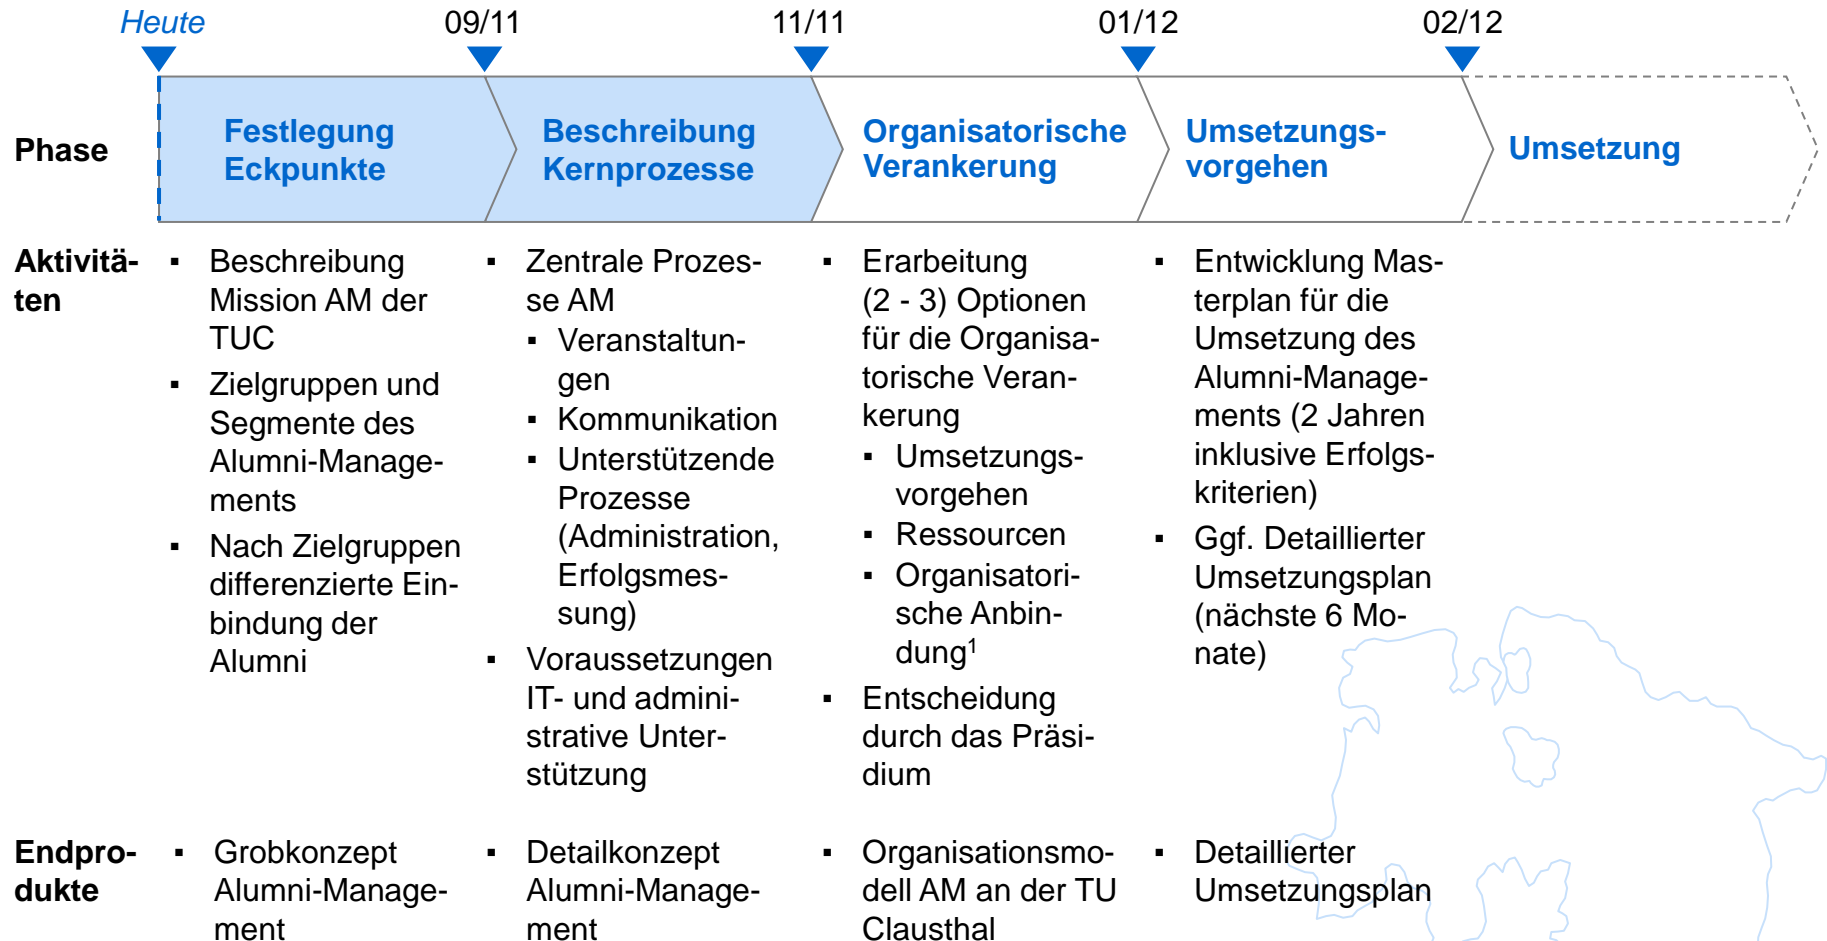 Heute
09/11
11/11
01/12
02/12
Phase
Festlegung
Eckpunkte
Beschreibung
Kernprozesse
Organisatorische
Verankerung
Umsetzungs-
vorgehen
Umsetzung
Aktivitä-
ten
▪ Beschreibung
Mission AM der
TUC
▪ Zielgruppen und
Segmente des
Alumni-Manage-
ments
▪ Nach Zielgruppen
differenzierte Ein-
bindung der
Alumni
▪ Zentrale Prozes-
se AM
▪ Veranstaltun-
gen
▪ Kommunikation
▪ Unterstützende
Prozesse
(Administration,
Erfolgsmes-
sung)
▪ Voraussetzungen
IT- und admini-
strative Unter-
stützung
▪ Erarbeitung
(2 - 3) Optionen
für die Organisa-
torische Veran-
kerung
▪ Umsetzungs-
vorgehen
▪ Ressourcen
▪ Organisatori-
sche Anbin-
dung¹
▪ Entscheidung
durch das Präsi-
dium
▪ Entwicklung Mas-
terplan für die
Umsetzung des
Alumni-Manage-
ments (2 Jahren
inklusive Erfolgs-
kriterien)
▪ Ggf. Detaillierter
Umsetzungsplan
(nächste 6 Mo-
nate)
Endpro-
dukte
▪ Grobkonzept
Alumni-Manage-
ment
▪ Detailkonzept
Alumni-Manage-
ment
▪ Organisationsmo-
dell AM an der TU
Clausthal
▪ Detaillierter
Umsetzungsplan